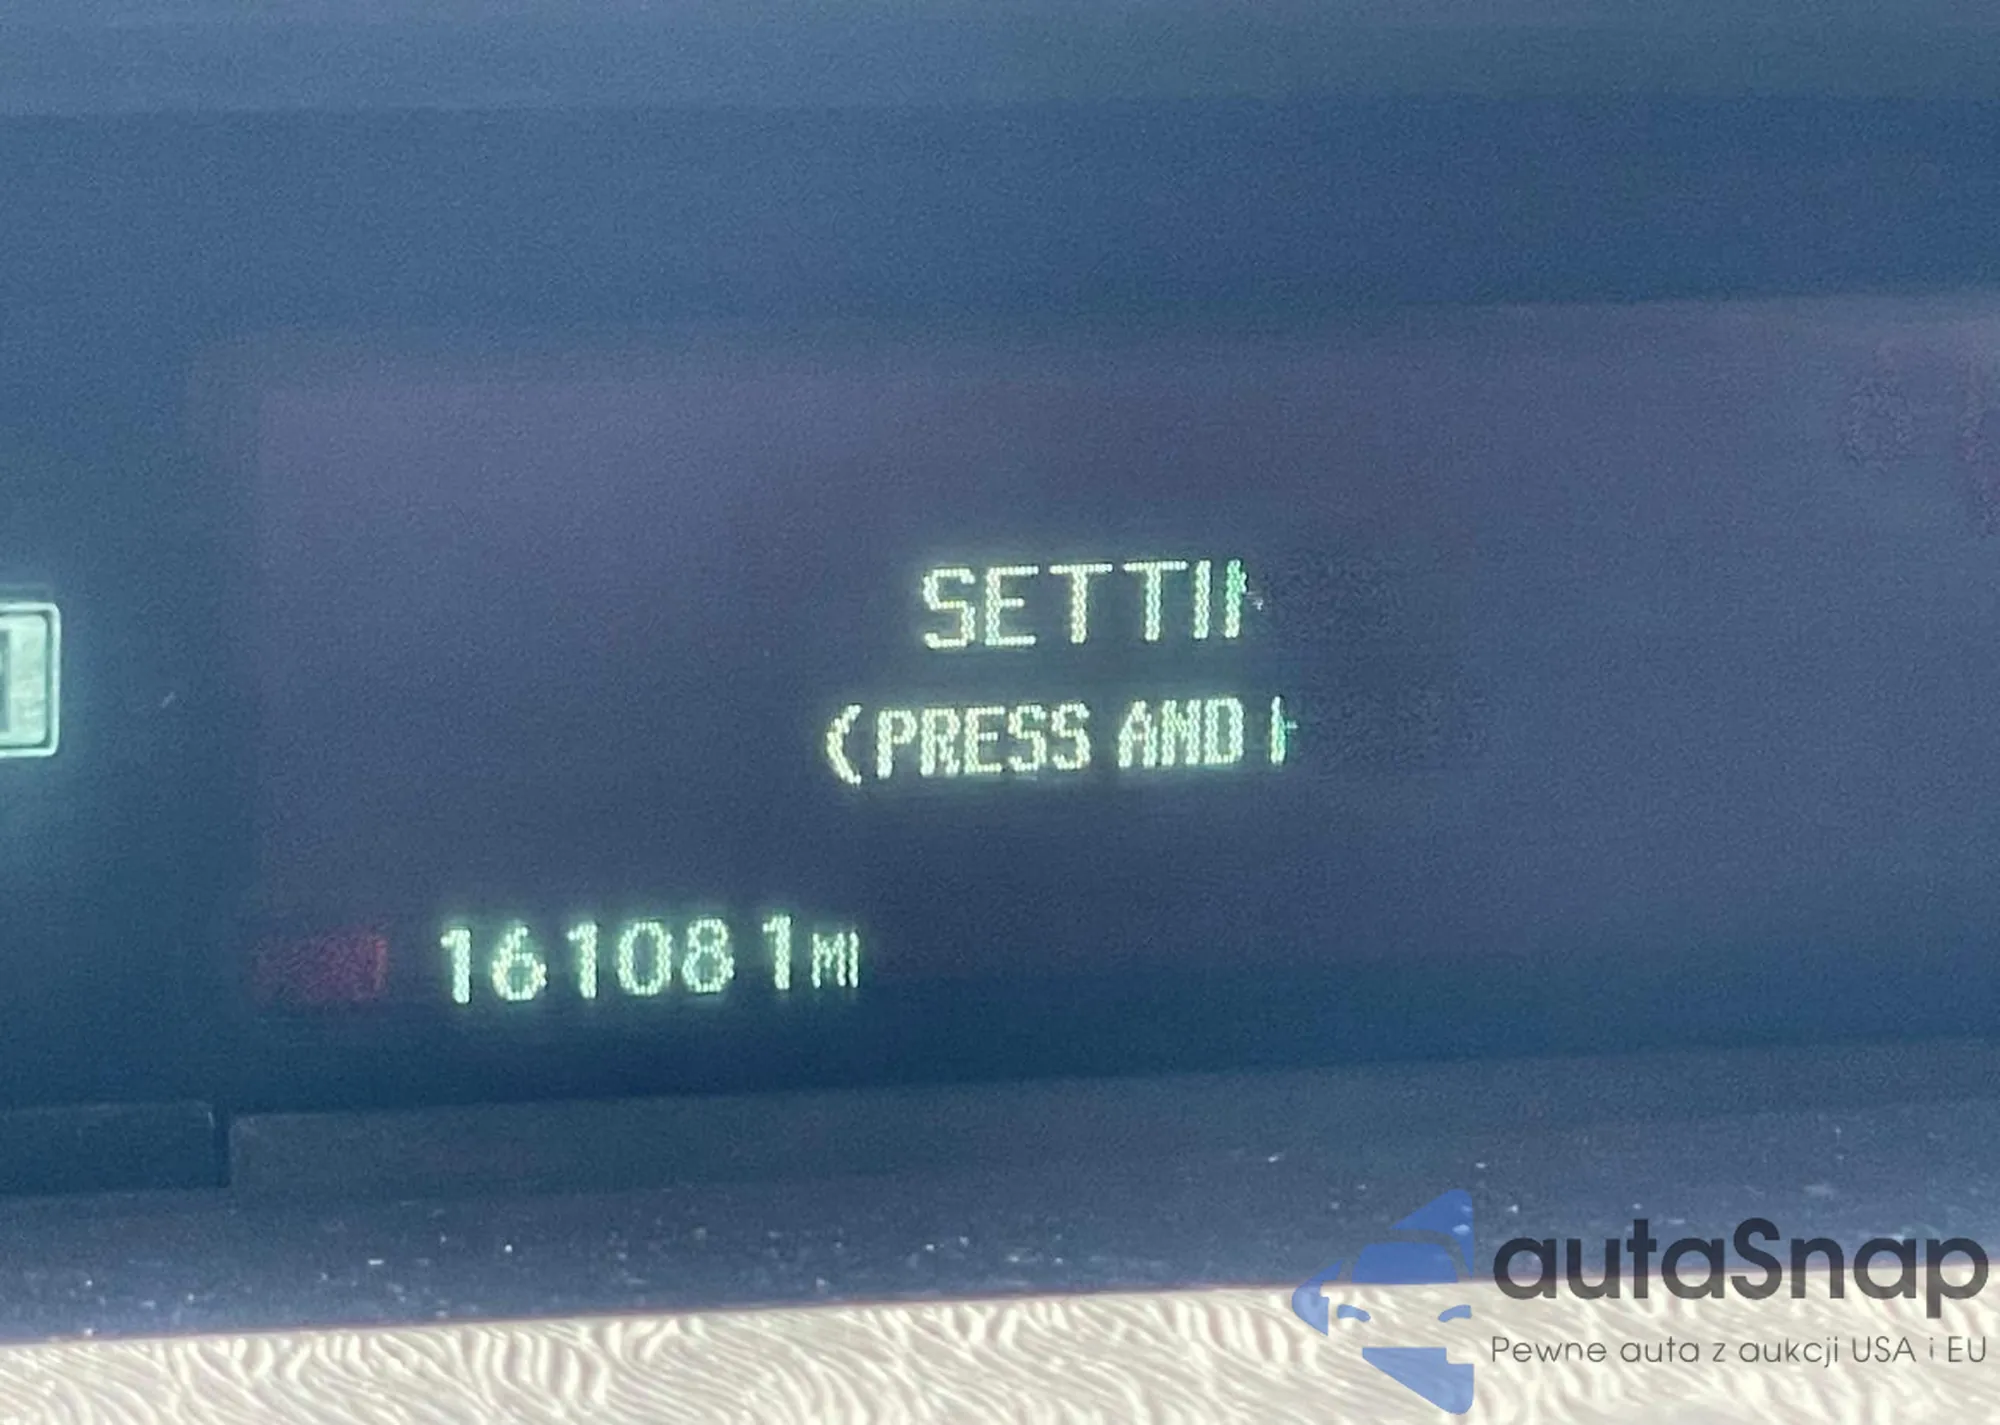 SETTI
(PRESS AND
161081 MI
autaSnap
Pewne auta z aukcji USA i EU